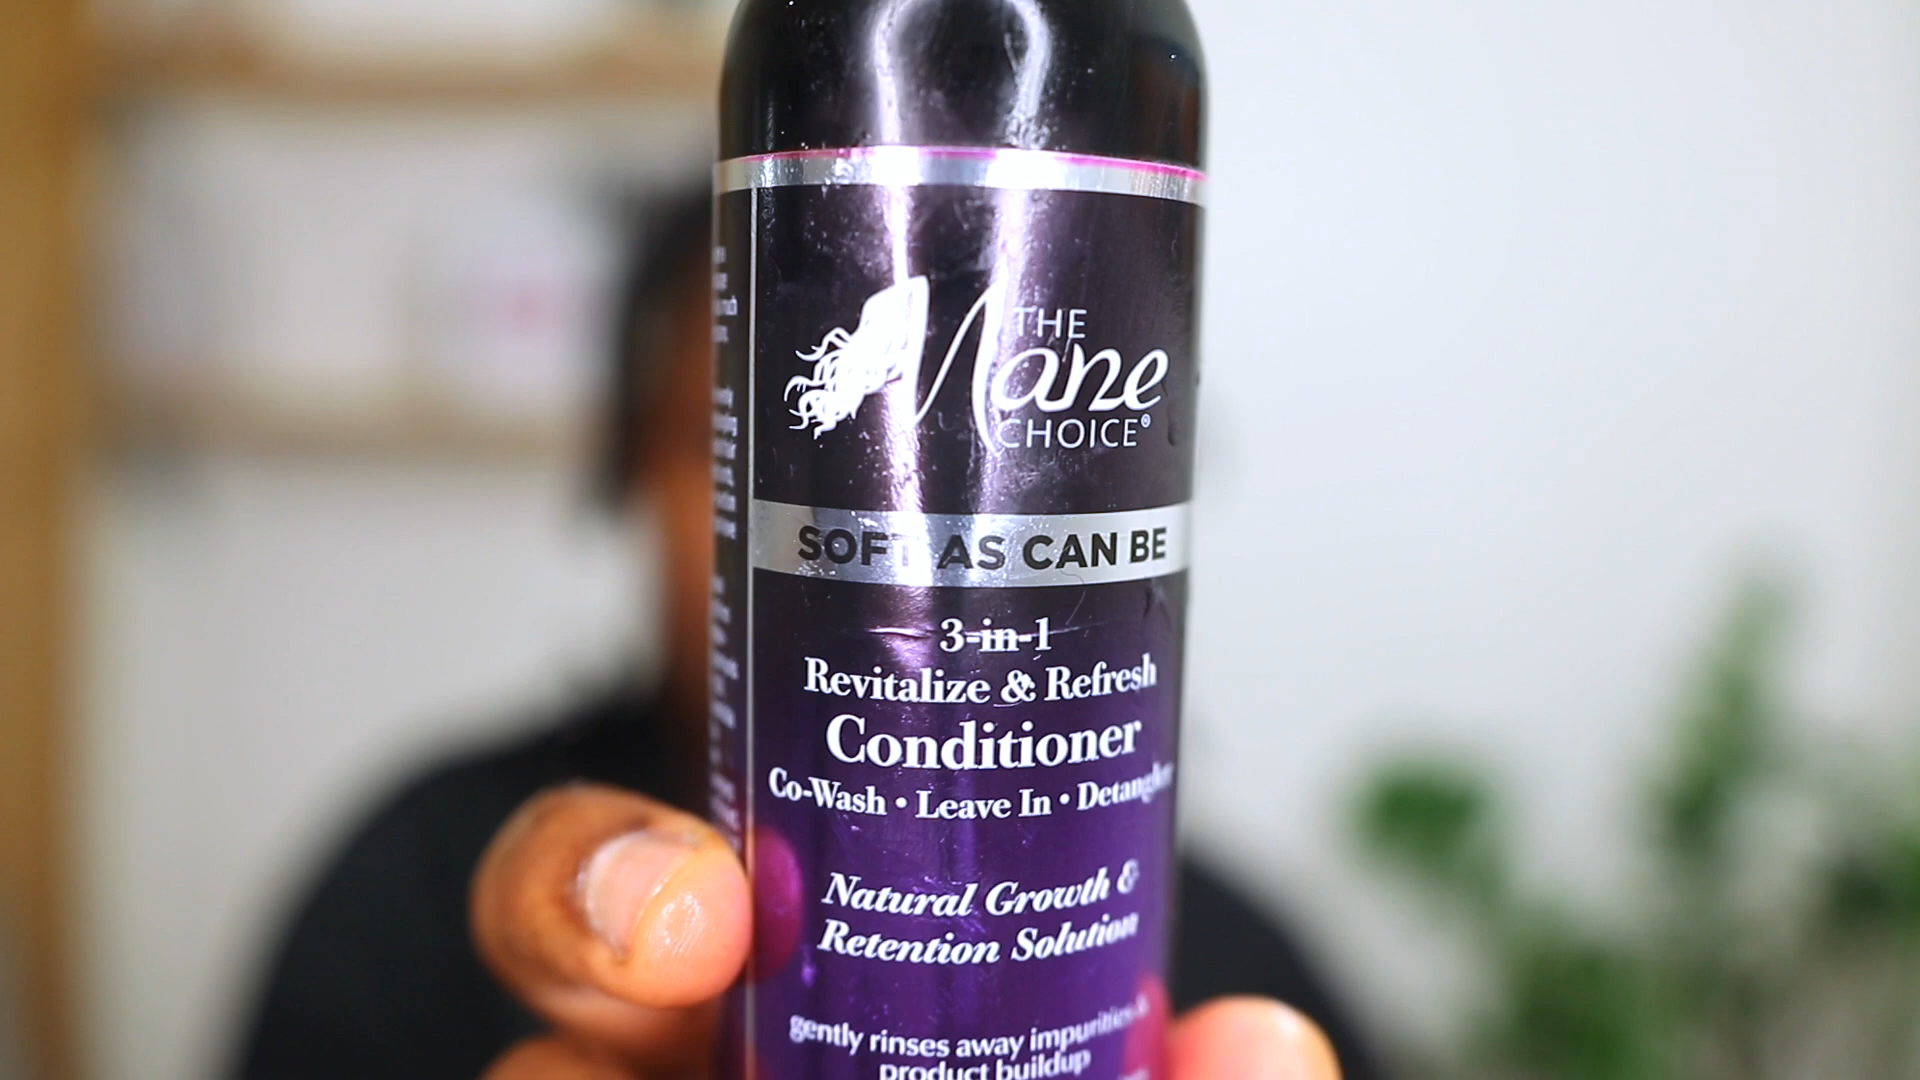 THE
Mane
CHOICE®
SOFT AS CAN BE
3-in-1
Revitalize & Refresh
Conditioner
Co-Wash • Leave In • Detangler
Natural Growth &
Retention Solution
gently rinses away impurities &
product buildup